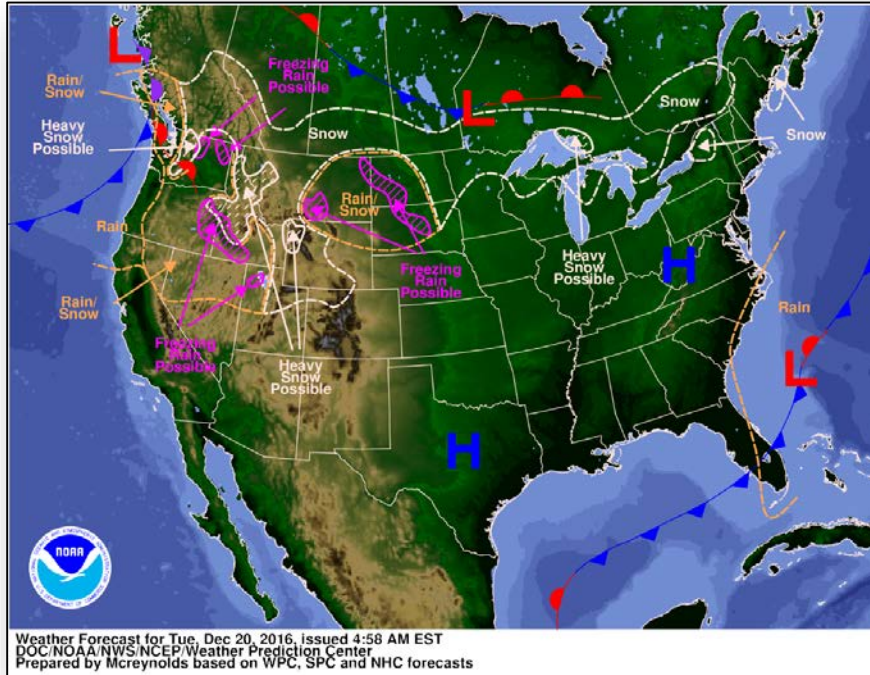 L
Rain/
Snow
Heavy
Snow
Possible
Freezing
Rain
Possible
Snow
L
Snow
Rain
Rain/
Snow
Rain/
Snow
Freezing
Rain
Possible
Heavy
Snow
Possible
H
Rain
Freezing
Rain
Possible
Heavy
Snow
Possible
L
H
NOAA
Weather Forecast for Tue, Dec 20, 2016, issued 4:58 AM EST
DOC/NOAA/NWS/NCEP/Weather Prediction Center
Prepared by Mcreynolds based on WPC, SPC and NHC forecasts